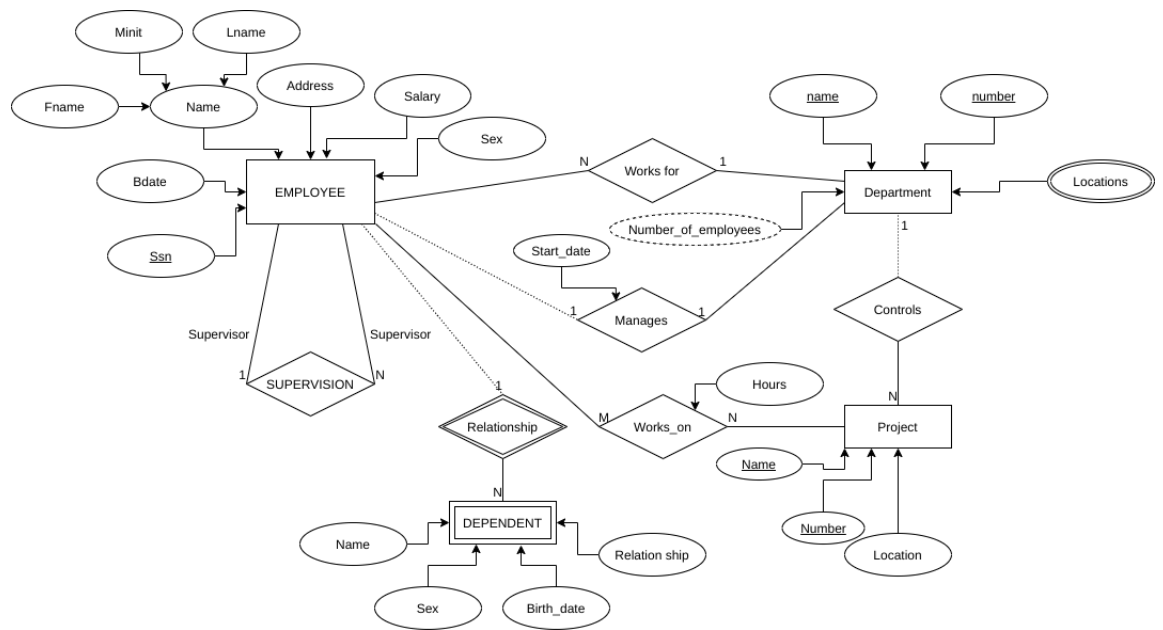 Minit
Lname
Fname
Name
Address
Salary
Sex
name
number
Bdate
EMPLOYEE
N
Works for
1
Department
Locations
Ssn
Number_of_employees
1
Start_date
Supervisor
Supervisor
1
Manages
1
Controls
1
SUPERVISION
N
1
Hours
N
Relationship
M
Works_on
N
Project
Name
N
DEPENDENT
Number
Name
Relation ship
Location
Sex
Birth_date